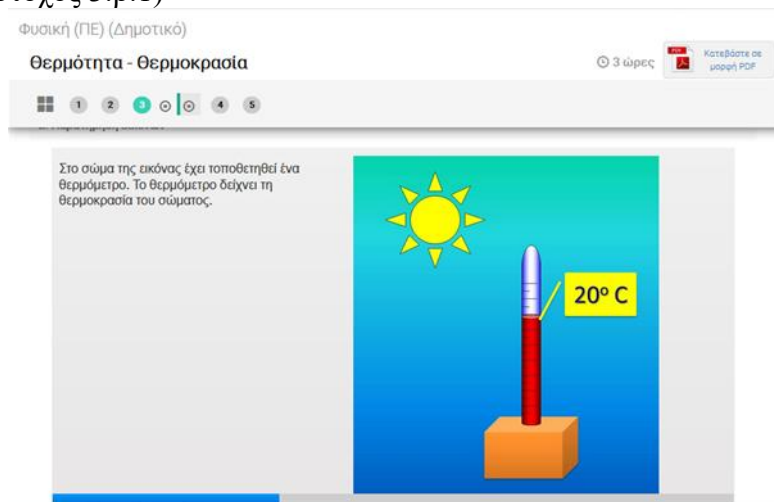 Φυσική (ΠΕ) (Δημοτικό)
Θερμότητα - Θερμοκρασία
3 ώρες
PDF
Κατεβάστε σε
μορφή PDF
1 2 3 4 5
Στο σώμα της εικόνας έχει τοποθετηθεί ένα
θερμόμετρο. Το θερμόμετρο δείχνει τη
θερμοκρασία του σώματος.
20° C